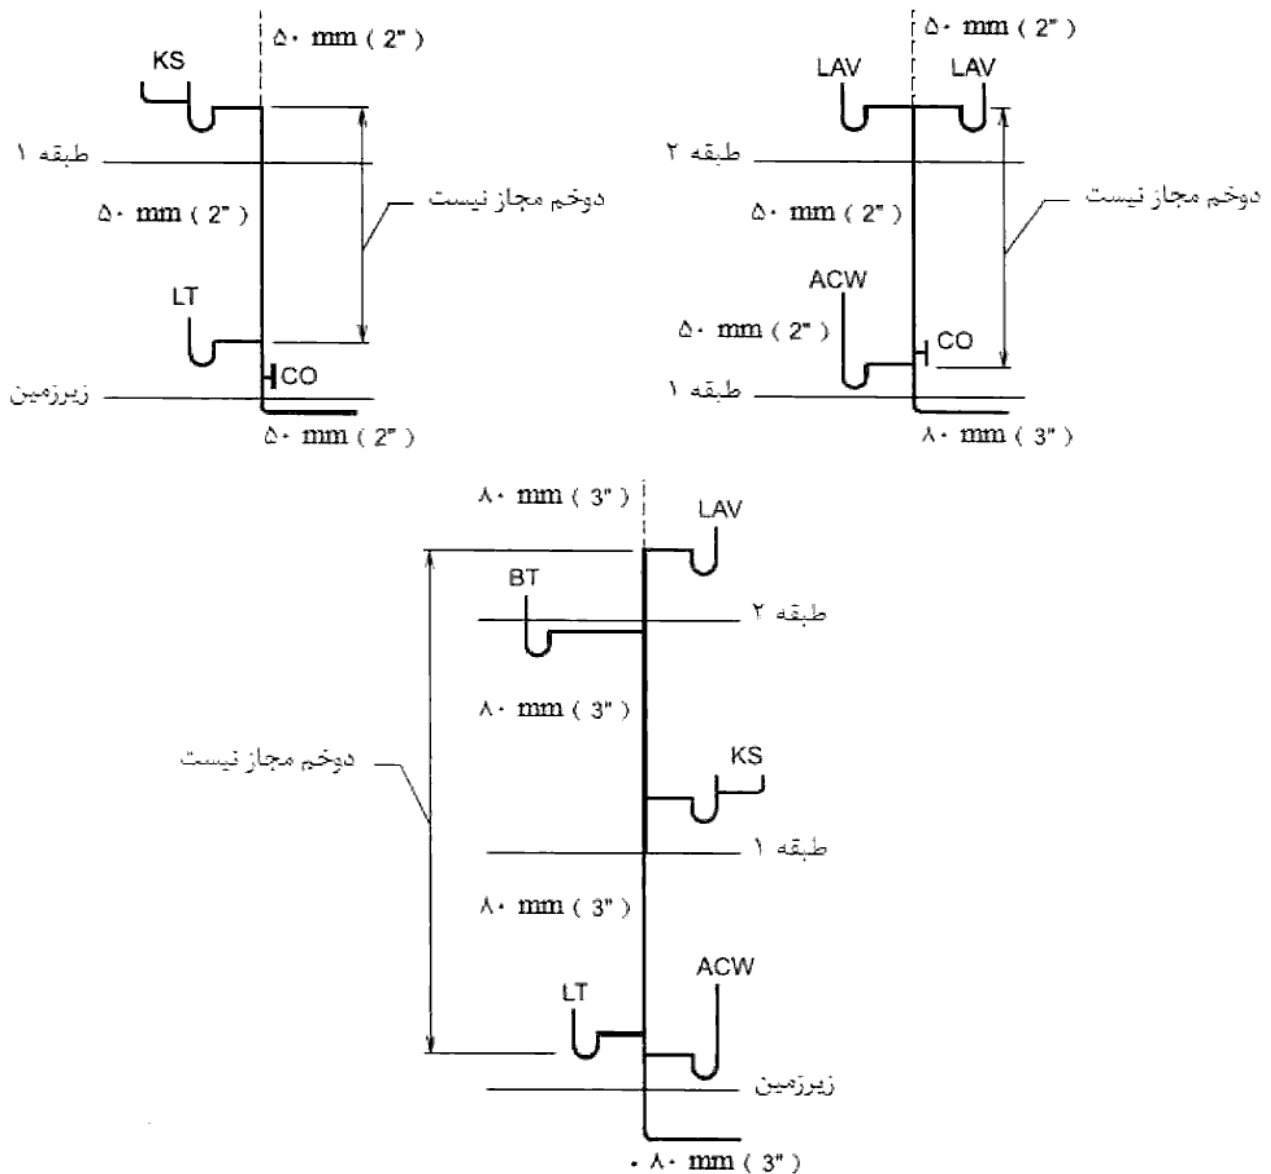 ۵۰ mm ( 2" )
KS
طبقه ۱
۵۰ mm ( 2" )
دوخم مجاز نیست
LT
CO
زیرزمین
۵۰ mm ( 2" )
۵۰ mm ( 2" )
LAV
LAV
طبقه ۲
۵۰ mm ( 2" )
دوخم مجاز نیست
ACW
۵۰ mm ( 2" )
CO
طبقه ۱
۸۰ mm ( 3" )
۸۰ mm ( 3" )
LAV
BT
طبقه ۲
۸۰ mm ( 3" )
دوخم مجاز نیست
KS
طبقه ۱
۸۰ mm ( 3" )
ACW
LT
زیرزمین
۸۰ mm ( 3" )